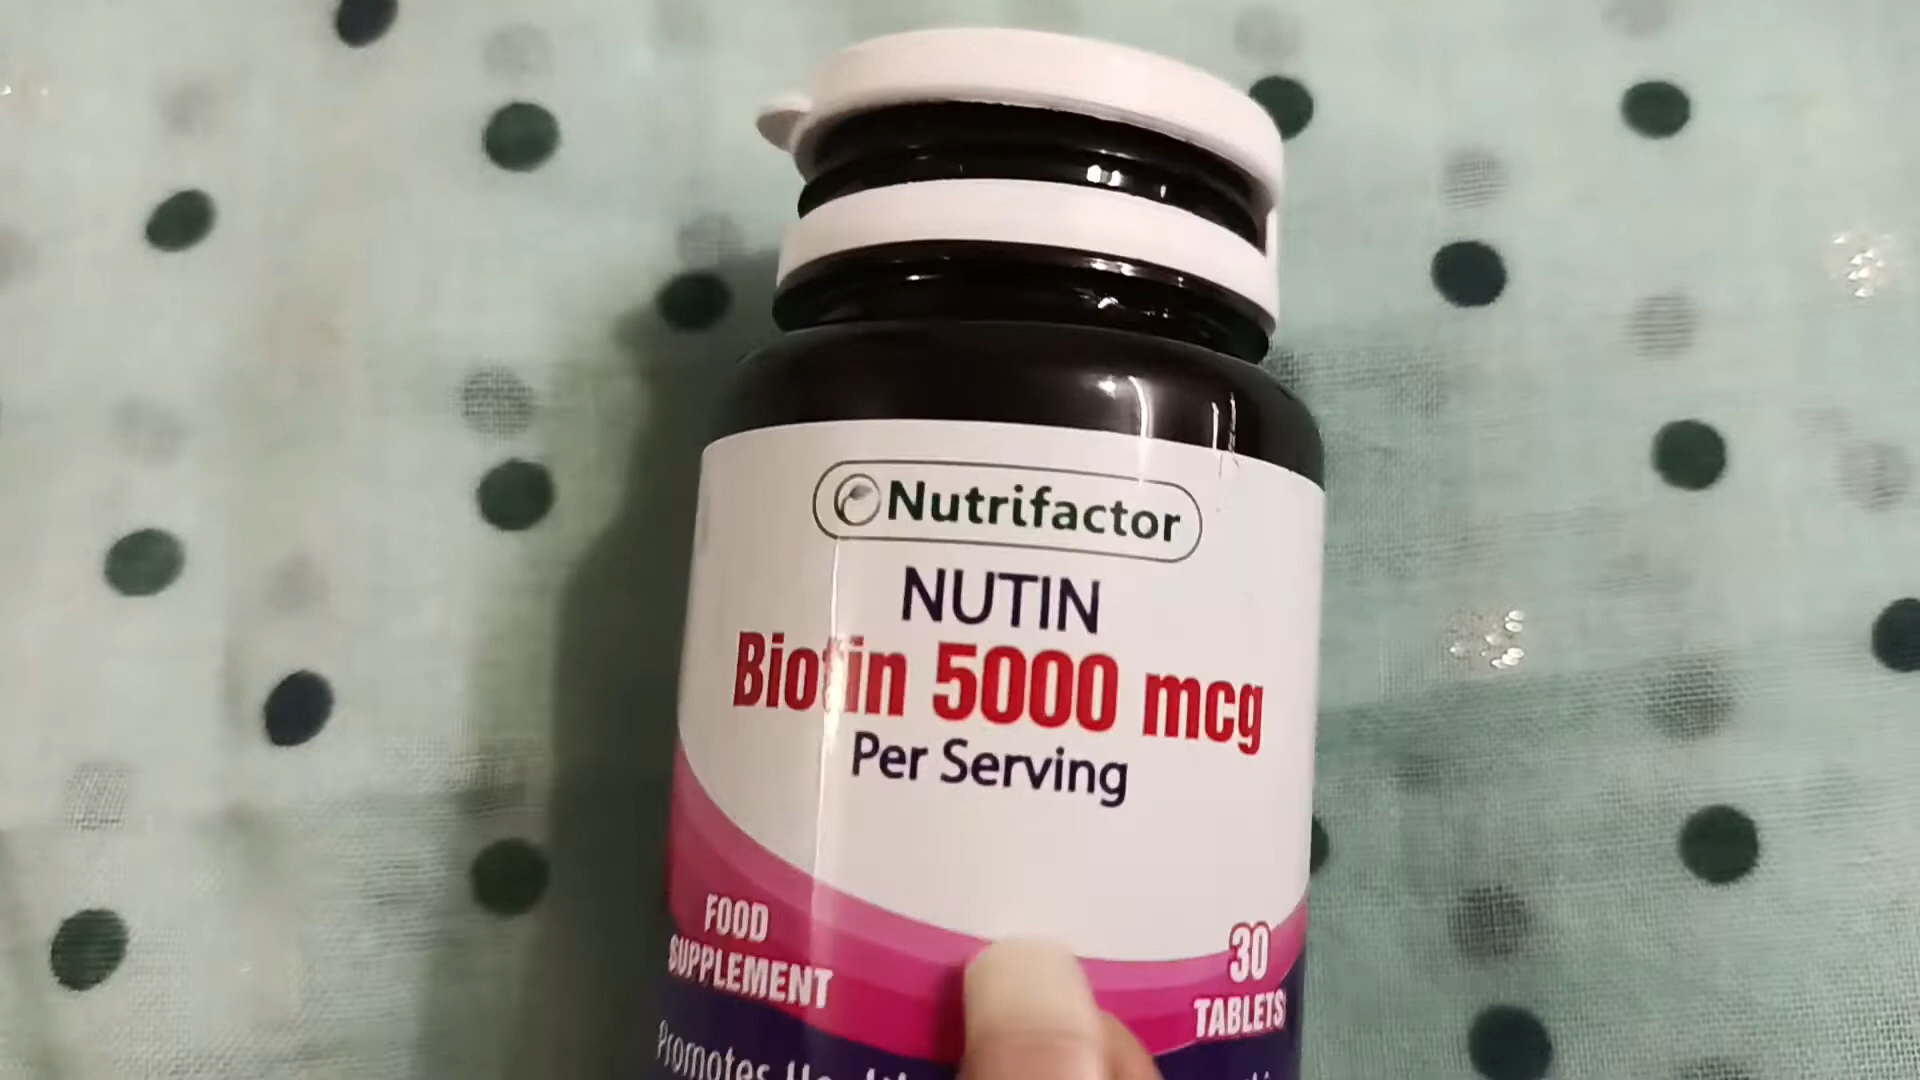 Nutrifactor
NUTIN
Biotin 5000 mcg
Per Serving
FOOD
SUPPLEMENT
30
TABLETS
Promotes